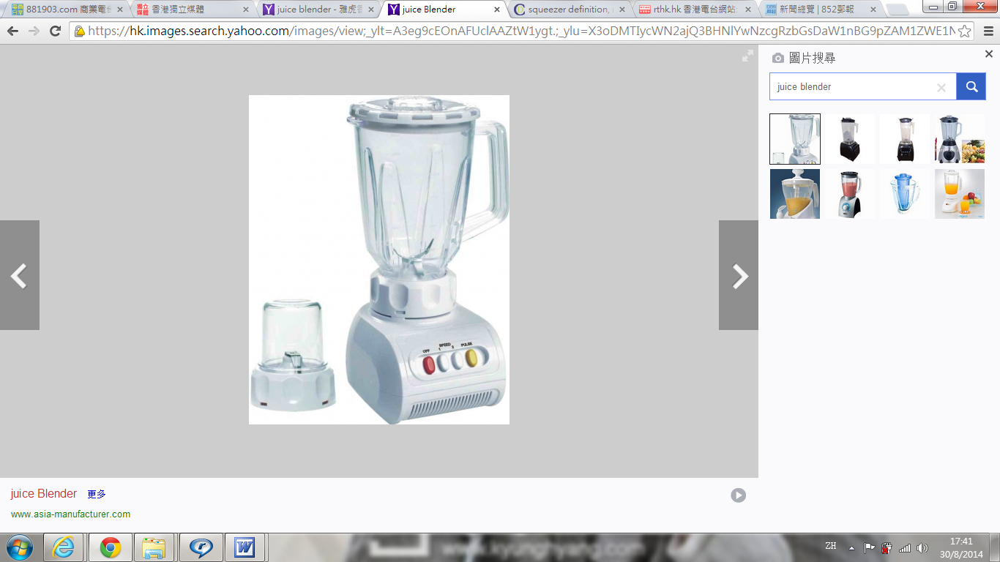 881903.com 商業電台
香港獨立媒體
juice blender - 雅虎香
juice Blender
squeezer definition,
rthk.hk 香港電台網站
新聞總覽 | 852郵報
https://hk.images.search.yahoo.com/images/view;_ylt=A3eg9cEOnAFUclAAZtW1ygt.;_ylu=X3oDMTIycWN2ajQ3BHNlYwNzcgRzbGsDaW1nBG9pZAM1ZWE1N
圖片搜尋
juice blender
OFF SPEED PULSE
1 2
juice Blender 更多
www.asia-manufacturer.com
ZH
17:41
30/8/2014